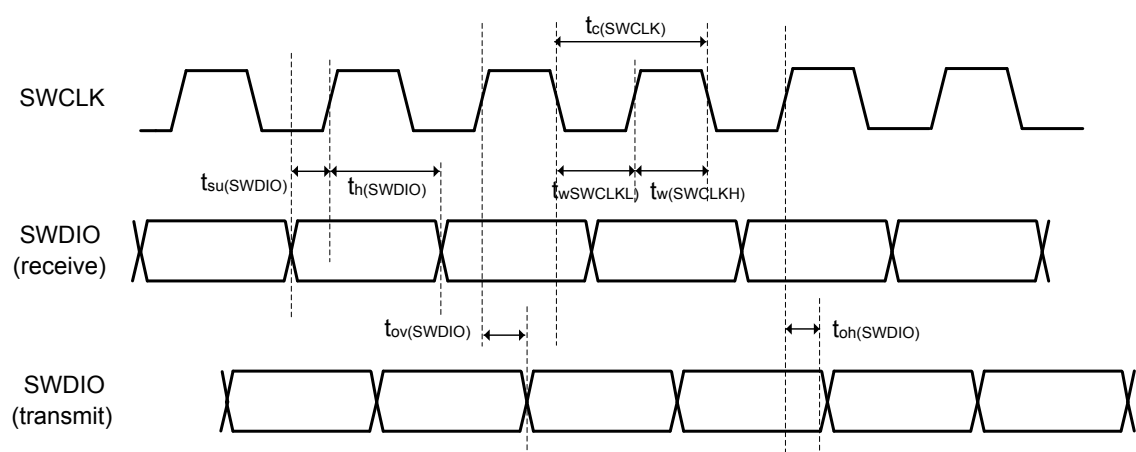 tc(SWCLK)
SWCLK
tsu(SWDIO)
th(SWDIO)
twSWCLKL)
tw(SWCLKH)
SWDIO
(receive)
tov(SWDIO)
toh(SWDIO)
SWDIO
(transmit)